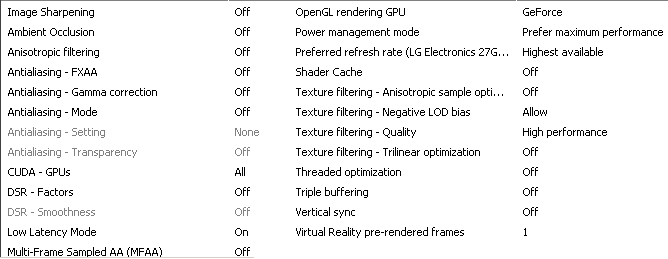 Image Sharpening Off
Ambient Occlusion Off
Anisotropic filtering Off
Antialiasing - FXAA Off
Antialiasing - Gamma correction Off
Antialiasing - Mode Off
Antialiasing - Setting None
Antialiasing - Transparency Off
CUDA - GPUs All
DSR - Factors Off
DSR - Smoothness Off
Low Latency Mode On
Multi-Frame Sampled AA (MFAA) Off
OpenGL rendering GPU GeForce
Power management mode Prefer maximum performance
Preferred refresh rate (LG Electronics 27G... Highest available
Shader Cache Off
Texture filtering - Anisotropic sample opti... Off
Texture filtering - Negative LOD bias Allow
Texture filtering - Quality High performance
Texture filtering - Trilinear optimization Off
Threaded optimization Off
Triple buffering Off
Vertical sync Off
Virtual Reality pre-rendered frames 1